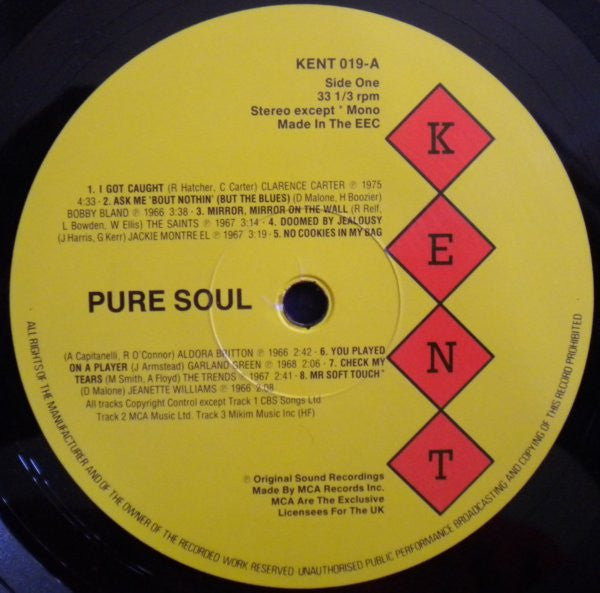 KENT 019-A
Side One
33 1/3 rpm
Stereo except * Mono
Made In The EEC
K
E
N
T
1. I GOT CAUGHT (R Hatcher, C Carter) CLARENCE CARTER ℗ 1975
4:33 · 2. ASK ME 'BOUT NOTHIN' (BUT THE BLUES) (D Malone, H Boozier)
BOBBY BLAND ℗ 1966 3:38 · 3. MIRROR, MIRROR ON THE WALL (R Relf,
L Bowden, W Ellis) THE SAINTS ℗ 1967 3:14 · 4. DOOMED BY JEALOUSY
(J Harris, G Kerr) JACKIE MONTRE EL ℗ 1967 3:19 · 5. NO COOKIES IN MY BAG
PURE SOUL
(A Capitanelli, R O'Connor) ALDORA BRITTON ℗ 1966 2:42 · 6. YOU PLAYED
ON A PLAYER (J Armstead) GARLAND GREEN ℗ 1968 2:06 · 7. CHECK MY
TEARS (M Smith, A Floyd) THE TRENDS ℗ 1967 2:41 · 8. MR SOFT TOUCH*
(D Malone) JEANETTE WILLIAMS ℗ 1966 2:08
All tracks Copyright Control except Track 1 CBS Songs Ltd
Track 2 MCA Music Ltd. Track 3 Mikim Music Inc (HF)
℗ Original Sound Recordings
Made By MCA Records Inc.
MCA Are The Exclusive
Licensees For The UK
ALL RIGHTS OF THE MANUFACTURER AND OF THE OWNER OF THE RECORDED WORK RESERVED · UNAUTHORISED PUBLIC PERFORMANCE BROADCASTING AND COPYING OF THIS RECORD PROHIBITED